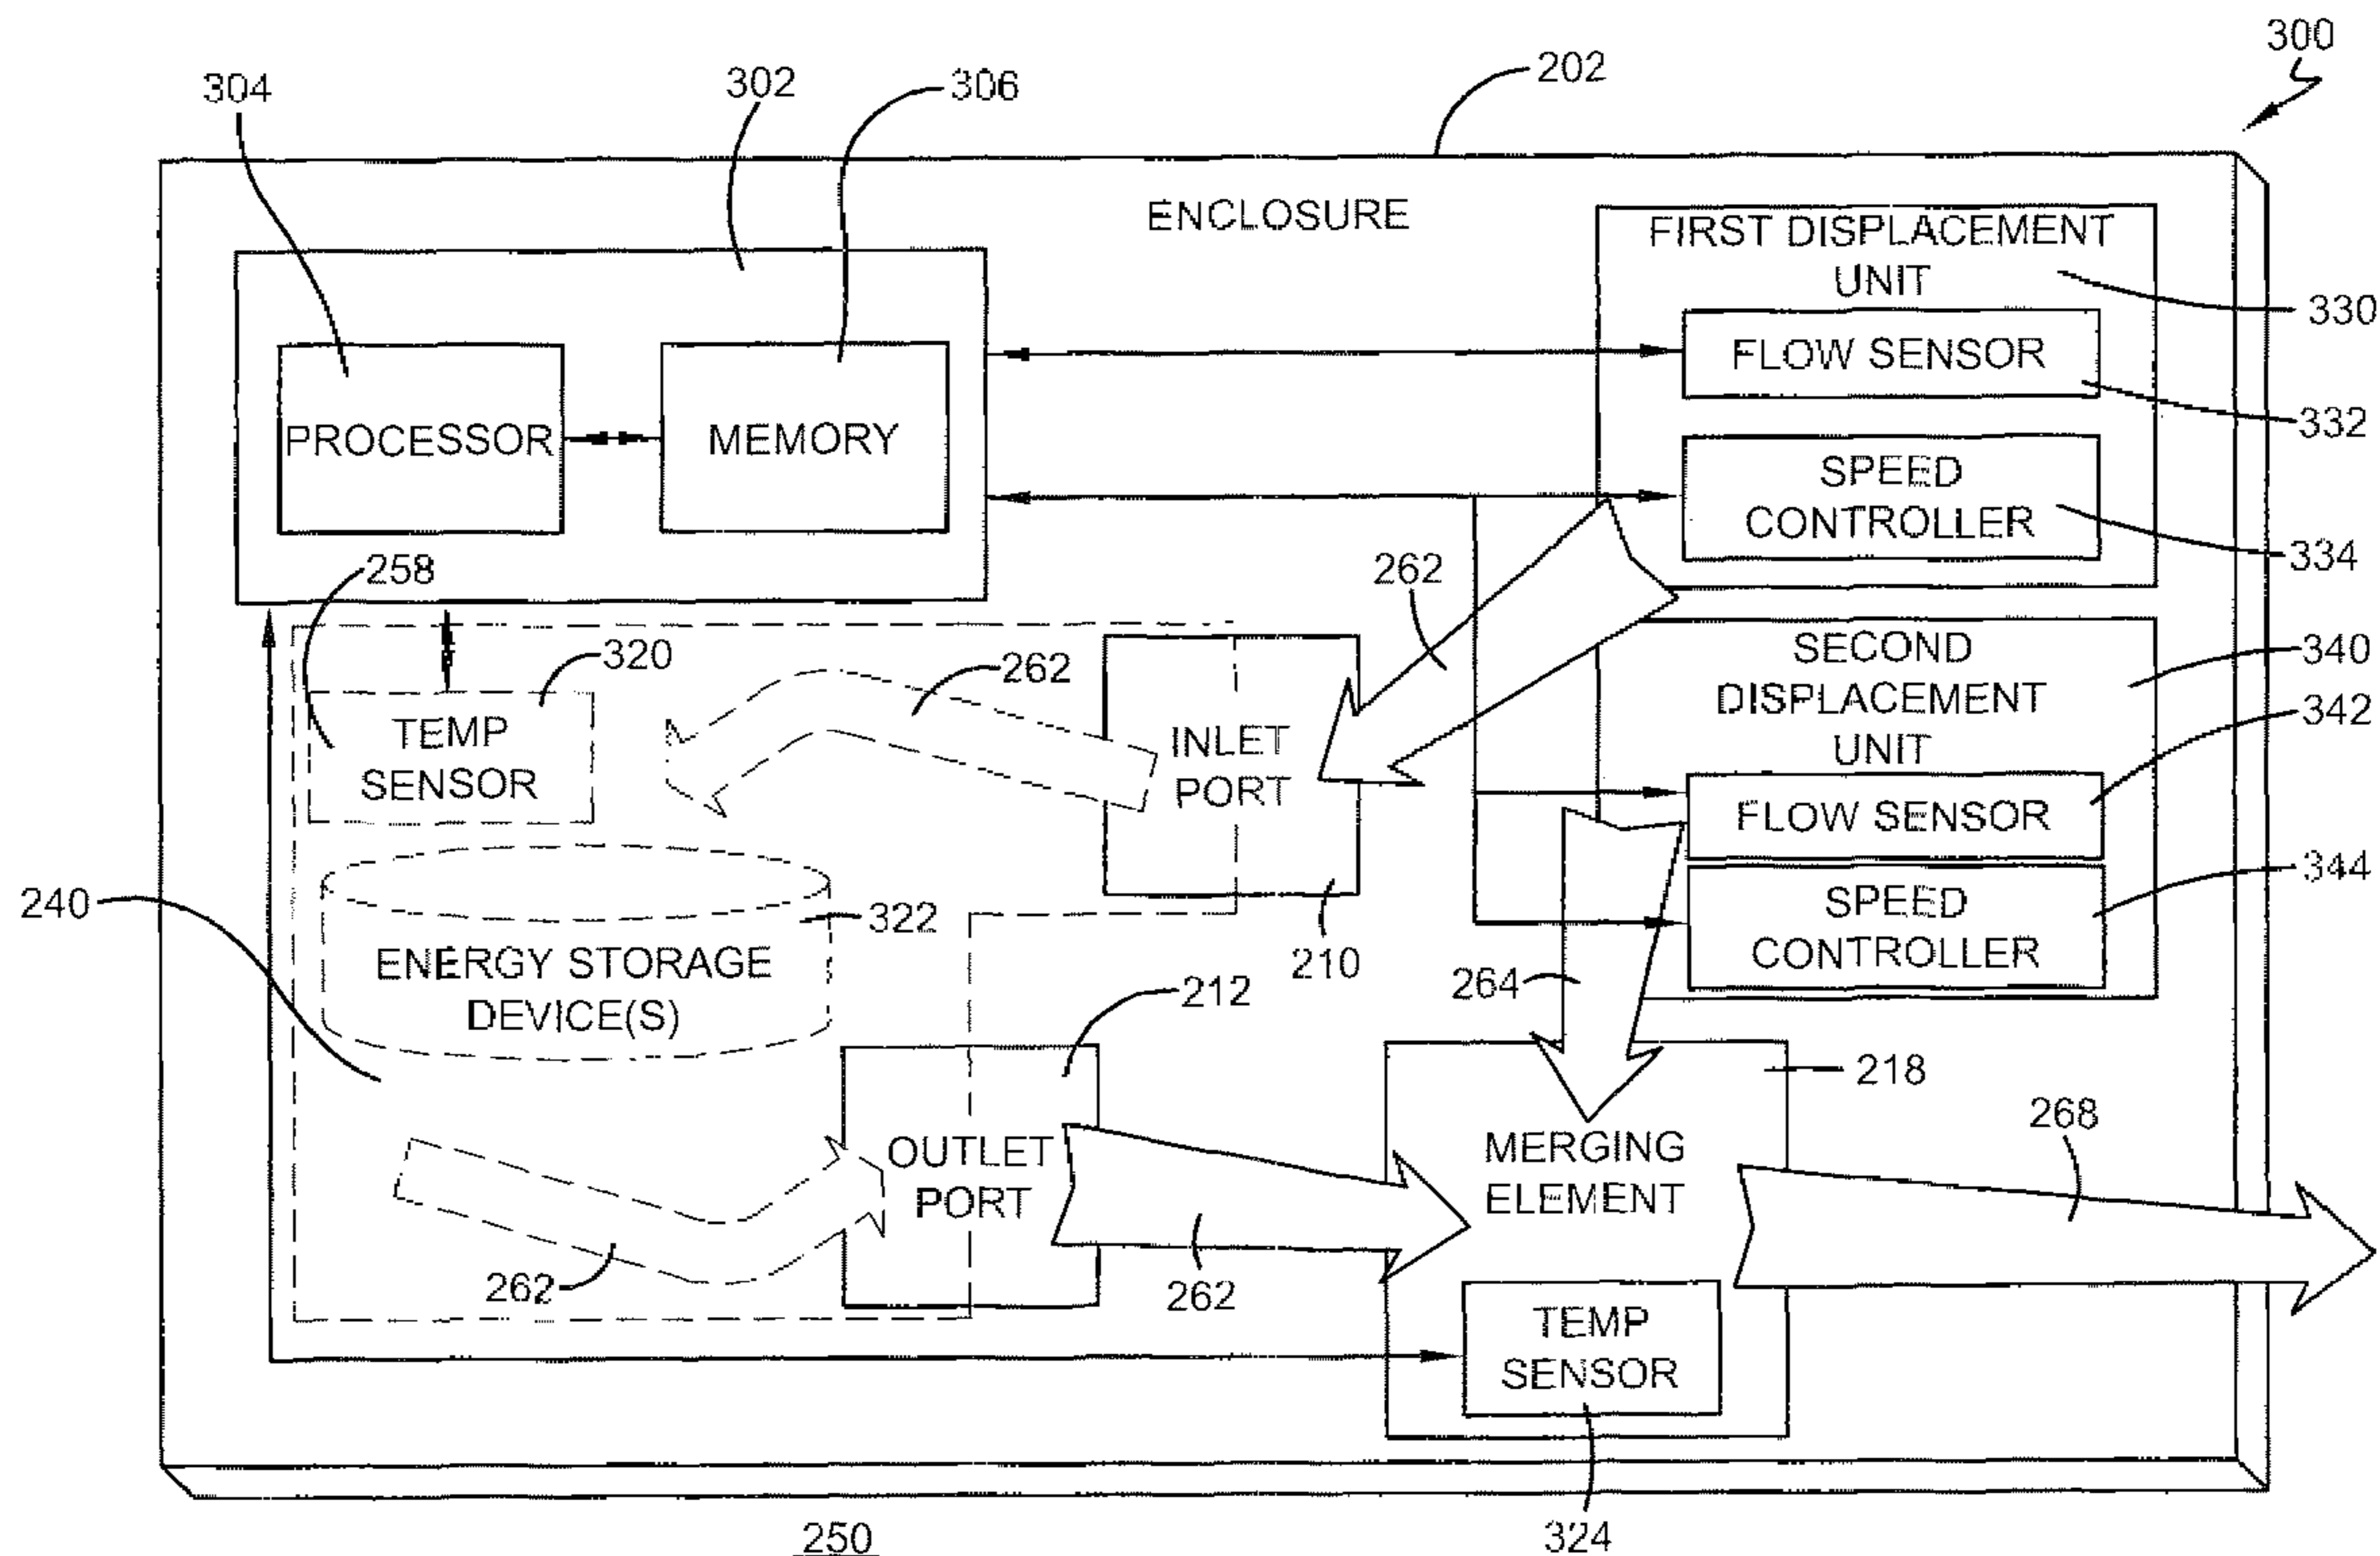 300
202
304
302
306
ENCLOSURE
FIRST DISPLACEMENT
UNIT
330
FLOW SENSOR
332
PROCESSOR
MEMORY
SPEED
CONTROLLER
334
258
262
320
262
SECOND
DISPLACEMENT
UNIT
340
342
TEMP
SENSOR
INLET
PORT
FLOW SENSOR
344
240
322
SPEED
CONTROLLER
ENERGY STORAGE
DEVICE(S)
210
264
212
218
268
OUTLET
PORT
MERGING
ELEMENT
262
262
TEMP
SENSOR
250
324